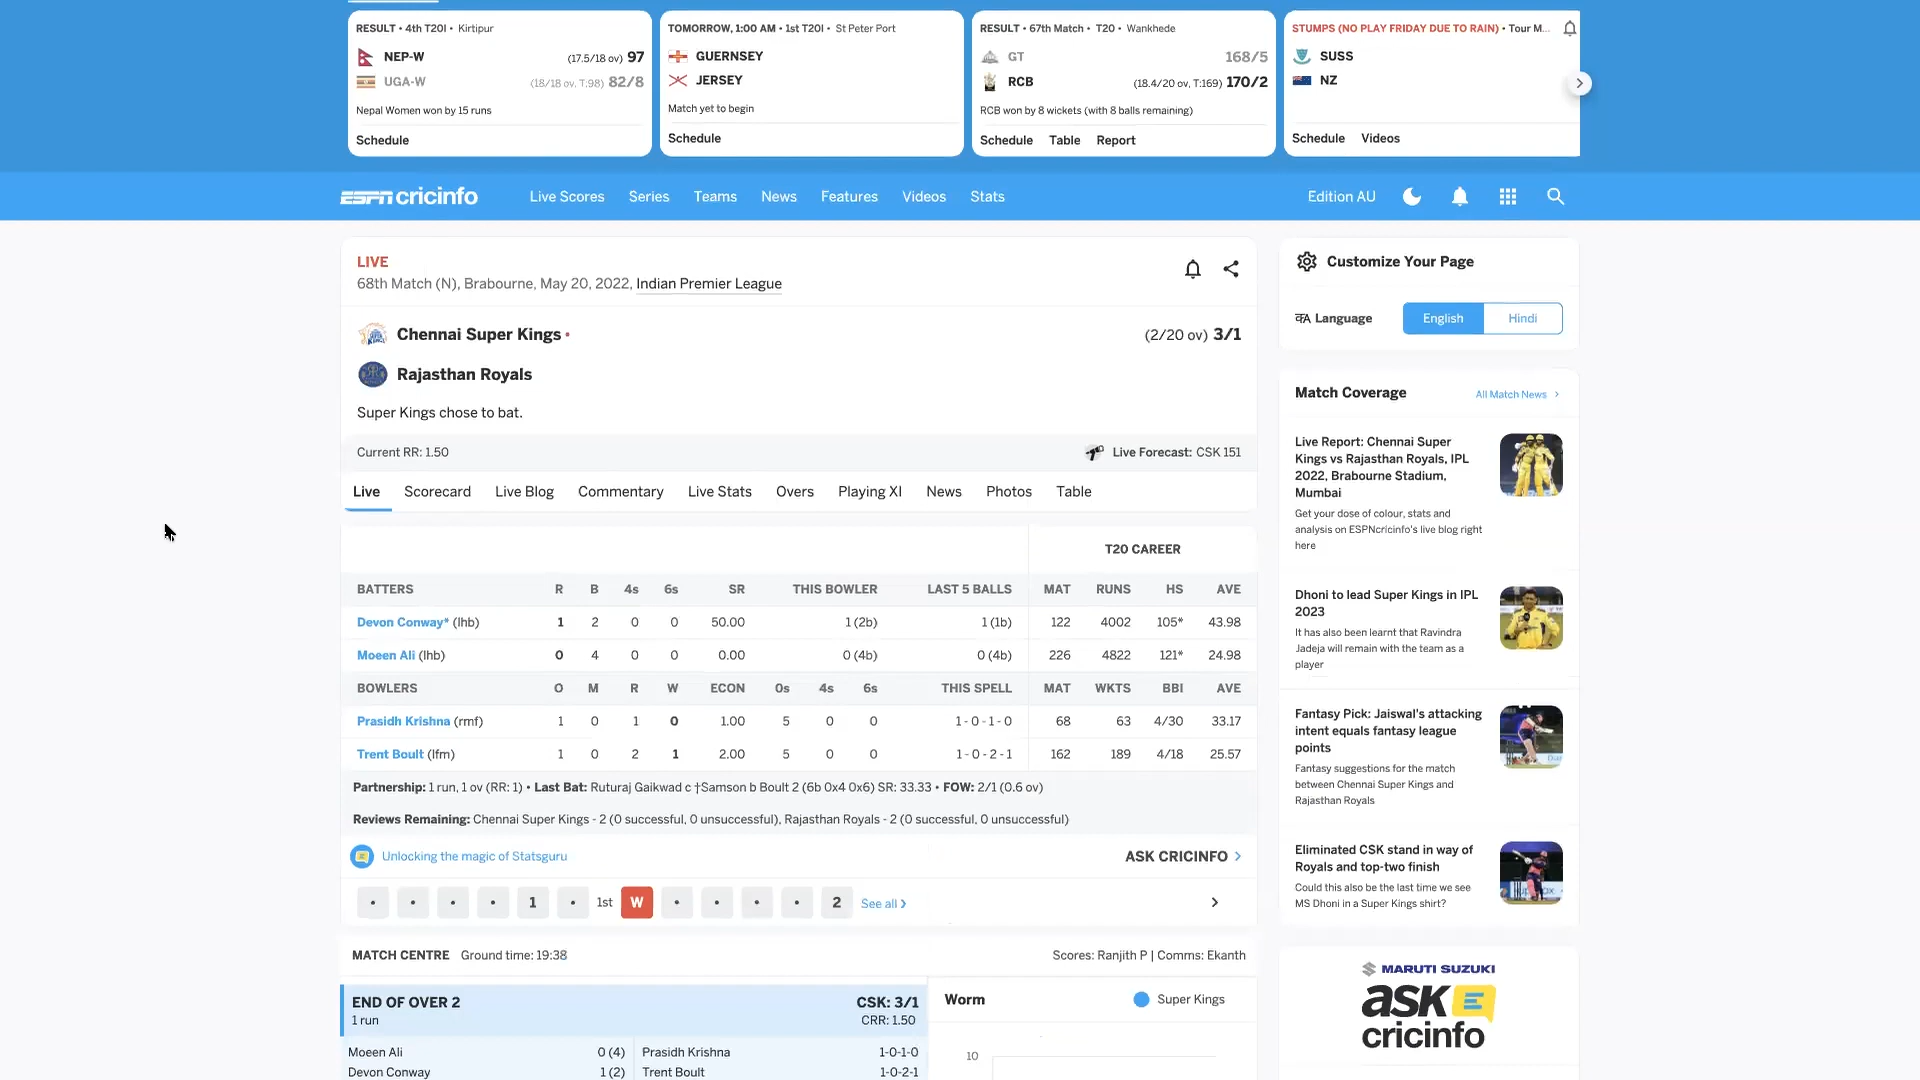 RESULT • 4th T20I • Kirtipur
NEP-W (17.5/18 ov) 97
UGA-W (18/18 ov, T:98) 82/8
Nepal Women won by 15 runs
Schedule
TOMORROW, 1:00 AM • 1st T20I • St Peter Port
GUERNSEY
JERSEY
Match yet to begin
Schedule
RESULT • 67th Match • T20 • Wankhede
GT 168/5
RCB (18.4/20 ov, T:169) 170/2
RCB won by 8 wickets (with 8 balls remaining)
Schedule Table Report
STUMPS (NO PLAY FRIDAY DUE TO RAIN) • Tour M...
SUSS
NZ
Schedule Videos
ESPN cricinfo Live Scores Series Teams News Features Videos Stats Edition AU
LIVE
68th Match (N), Brabourne, May 20, 2022, Indian Premier League
Chennai Super Kings • (2/20 ov) 3/1
Rajasthan Royals
Super Kings chose to bat.
Current RR: 1.50 Live Forecast: CSK 151
Live Scorecard Live Blog Commentary Live Stats Overs Playing XI News Photos Table
T20 CAREER
BATTERS R B 4s 6s SR THIS BOWLER LAST 5 BALLS MAT RUNS HS AVE
Devon Conway* (lhb) 1 2 0 0 50.00 1 (2b) 1 (1b) 122 4002 105* 43.98
Moeen Ali (lhb) 0 4 0 0 0.00 0 (4b) 0 (4b) 226 4822 121* 24.98
BOWLERS O M R W ECON 0s 4s 6s THIS SPELL MAT WKTS BBI AVE
Prasidh Krishna (rmf) 1 0 1 0 1.00 5 0 0 1 - 0 - 1 - 0 68 63 4/30 33.17
Trent Boult (lfm) 1 0 2 1 2.00 5 0 0 1 - 0 - 2 - 1 162 189 4/18 25.57
Partnership: 1 run, 1 ov (RR: 1) • Last Bat: Ruturaj Gaikwad c †Samson b Boult 2 (6b 0x4 0x6) SR: 33.33 • FOW: 2/1 (0.6 ov)
Reviews Remaining: Chennai Super Kings - 2 (0 successful, 0 unsuccessful), Rajasthan Royals - 2 (0 successful, 0 unsuccessful)
Unlocking the magic of Statsguru ASK CRICINFO
• • • • 1 • 1st W • • • • 2 See all
MATCH CENTRE Ground time: 19:38 Scores: Ranjith P | Comms: Ekanth
END OF OVER 2 CSK: 3/1
1 run CRR: 1.50
Moeen Ali 0 (4) Prasidh Krishna 1-0-1-0
Devon Conway 1 (2) Trent Boult 1-0-2-1
Worm Super Kings
10
Customize Your Page
कA Language English Hindi
Match Coverage All Match News
Live Report: Chennai Super
Kings vs Rajasthan Royals, IPL
2022, Brabourne Stadium,
Mumbai
Get your dose of colour, stats and
analysis on ESPNcricinfo's live blog right
here
Dhoni to lead Super Kings in IPL
2023
It has also been learnt that Ravindra
Jadeja will remain with the team as a
player
Fantasy Pick: Jaiswal's attacking
intent equals fantasy league
points
Fantasy suggestions for the match
between Chennai Super Kings and
Rajasthan Royals
Eliminated CSK stand in way of
Royals and top-two finish
Could this also be the last time we see
MS Dhoni in a Super Kings shirt?
MARUTI SUZUKI
ask
cricinfo